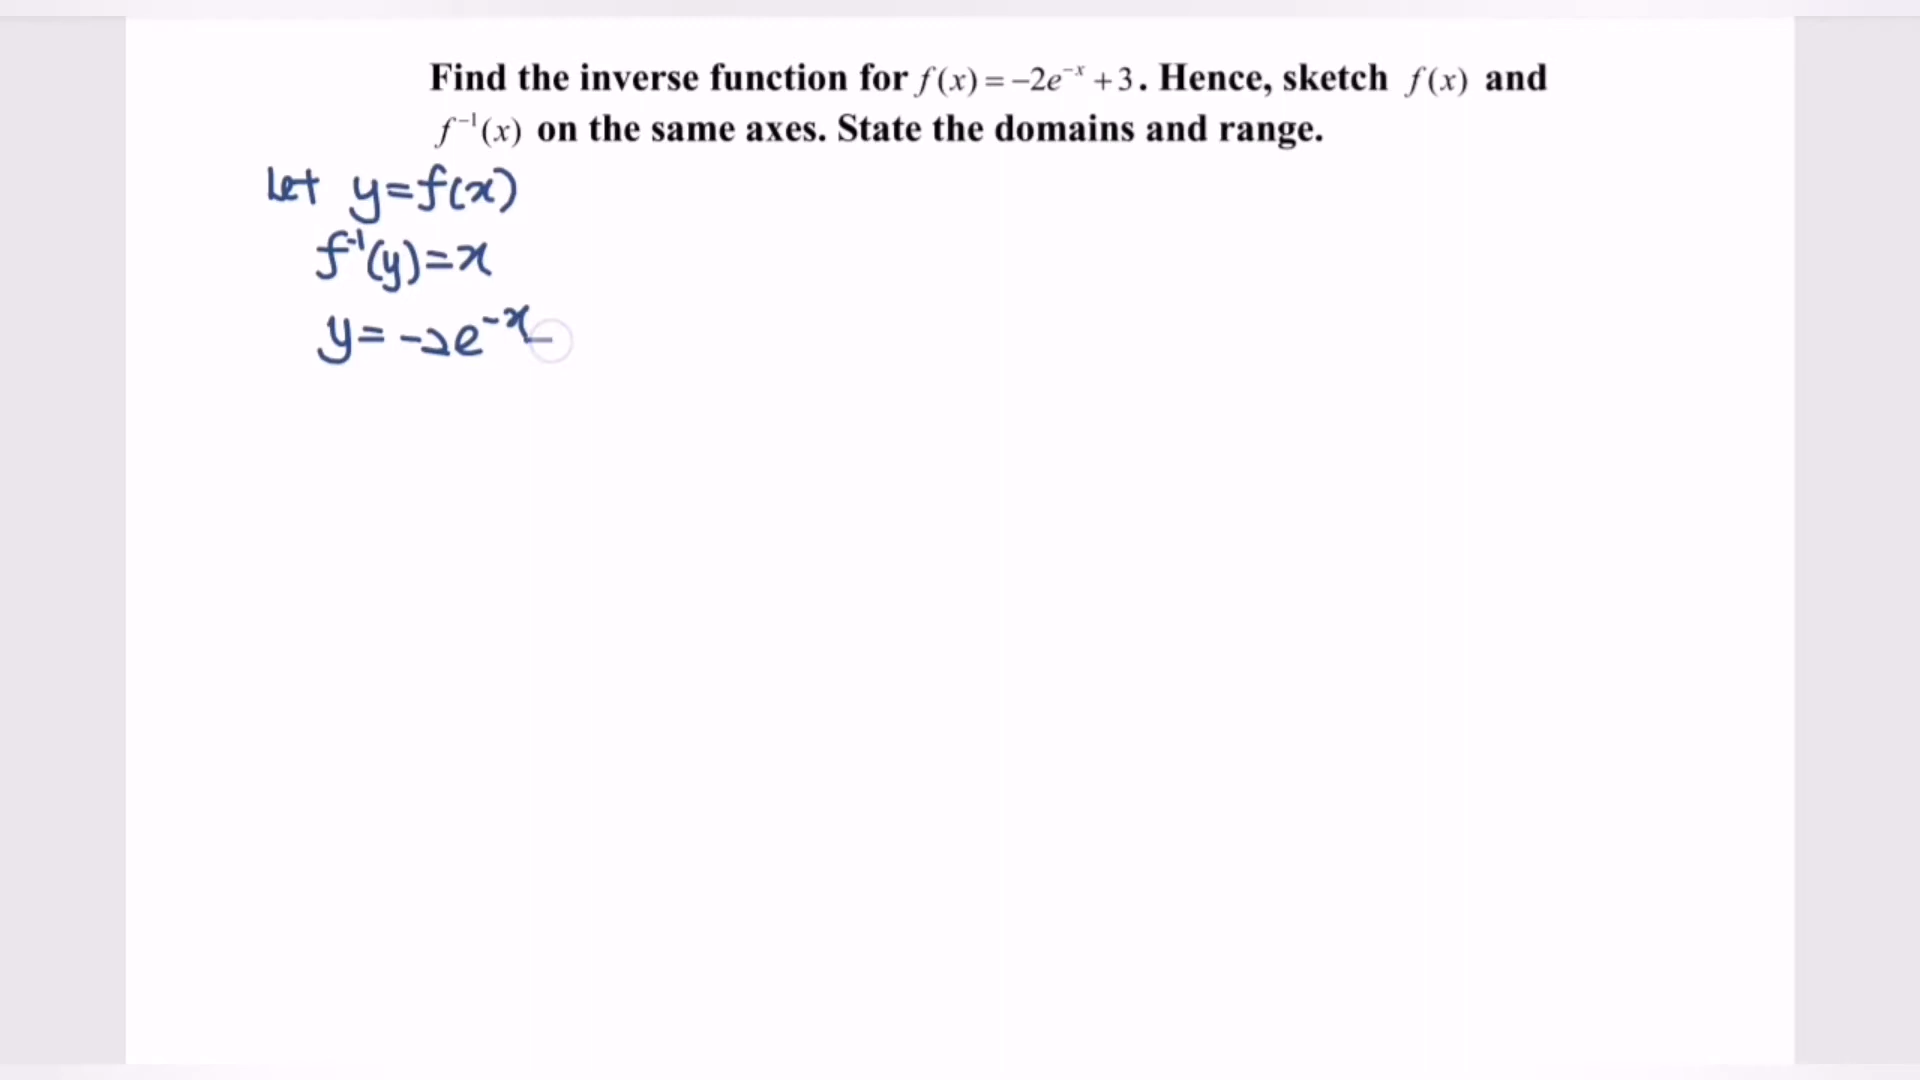 Find the inverse function for f(x) = −2e⁻ˣ + 3. Hence, sketch f(x) and
f⁻¹(x) on the same axes. State the domains and range.
Let y=f(x)
f⁻¹(y)=x
y= -2e⁻ˣ –